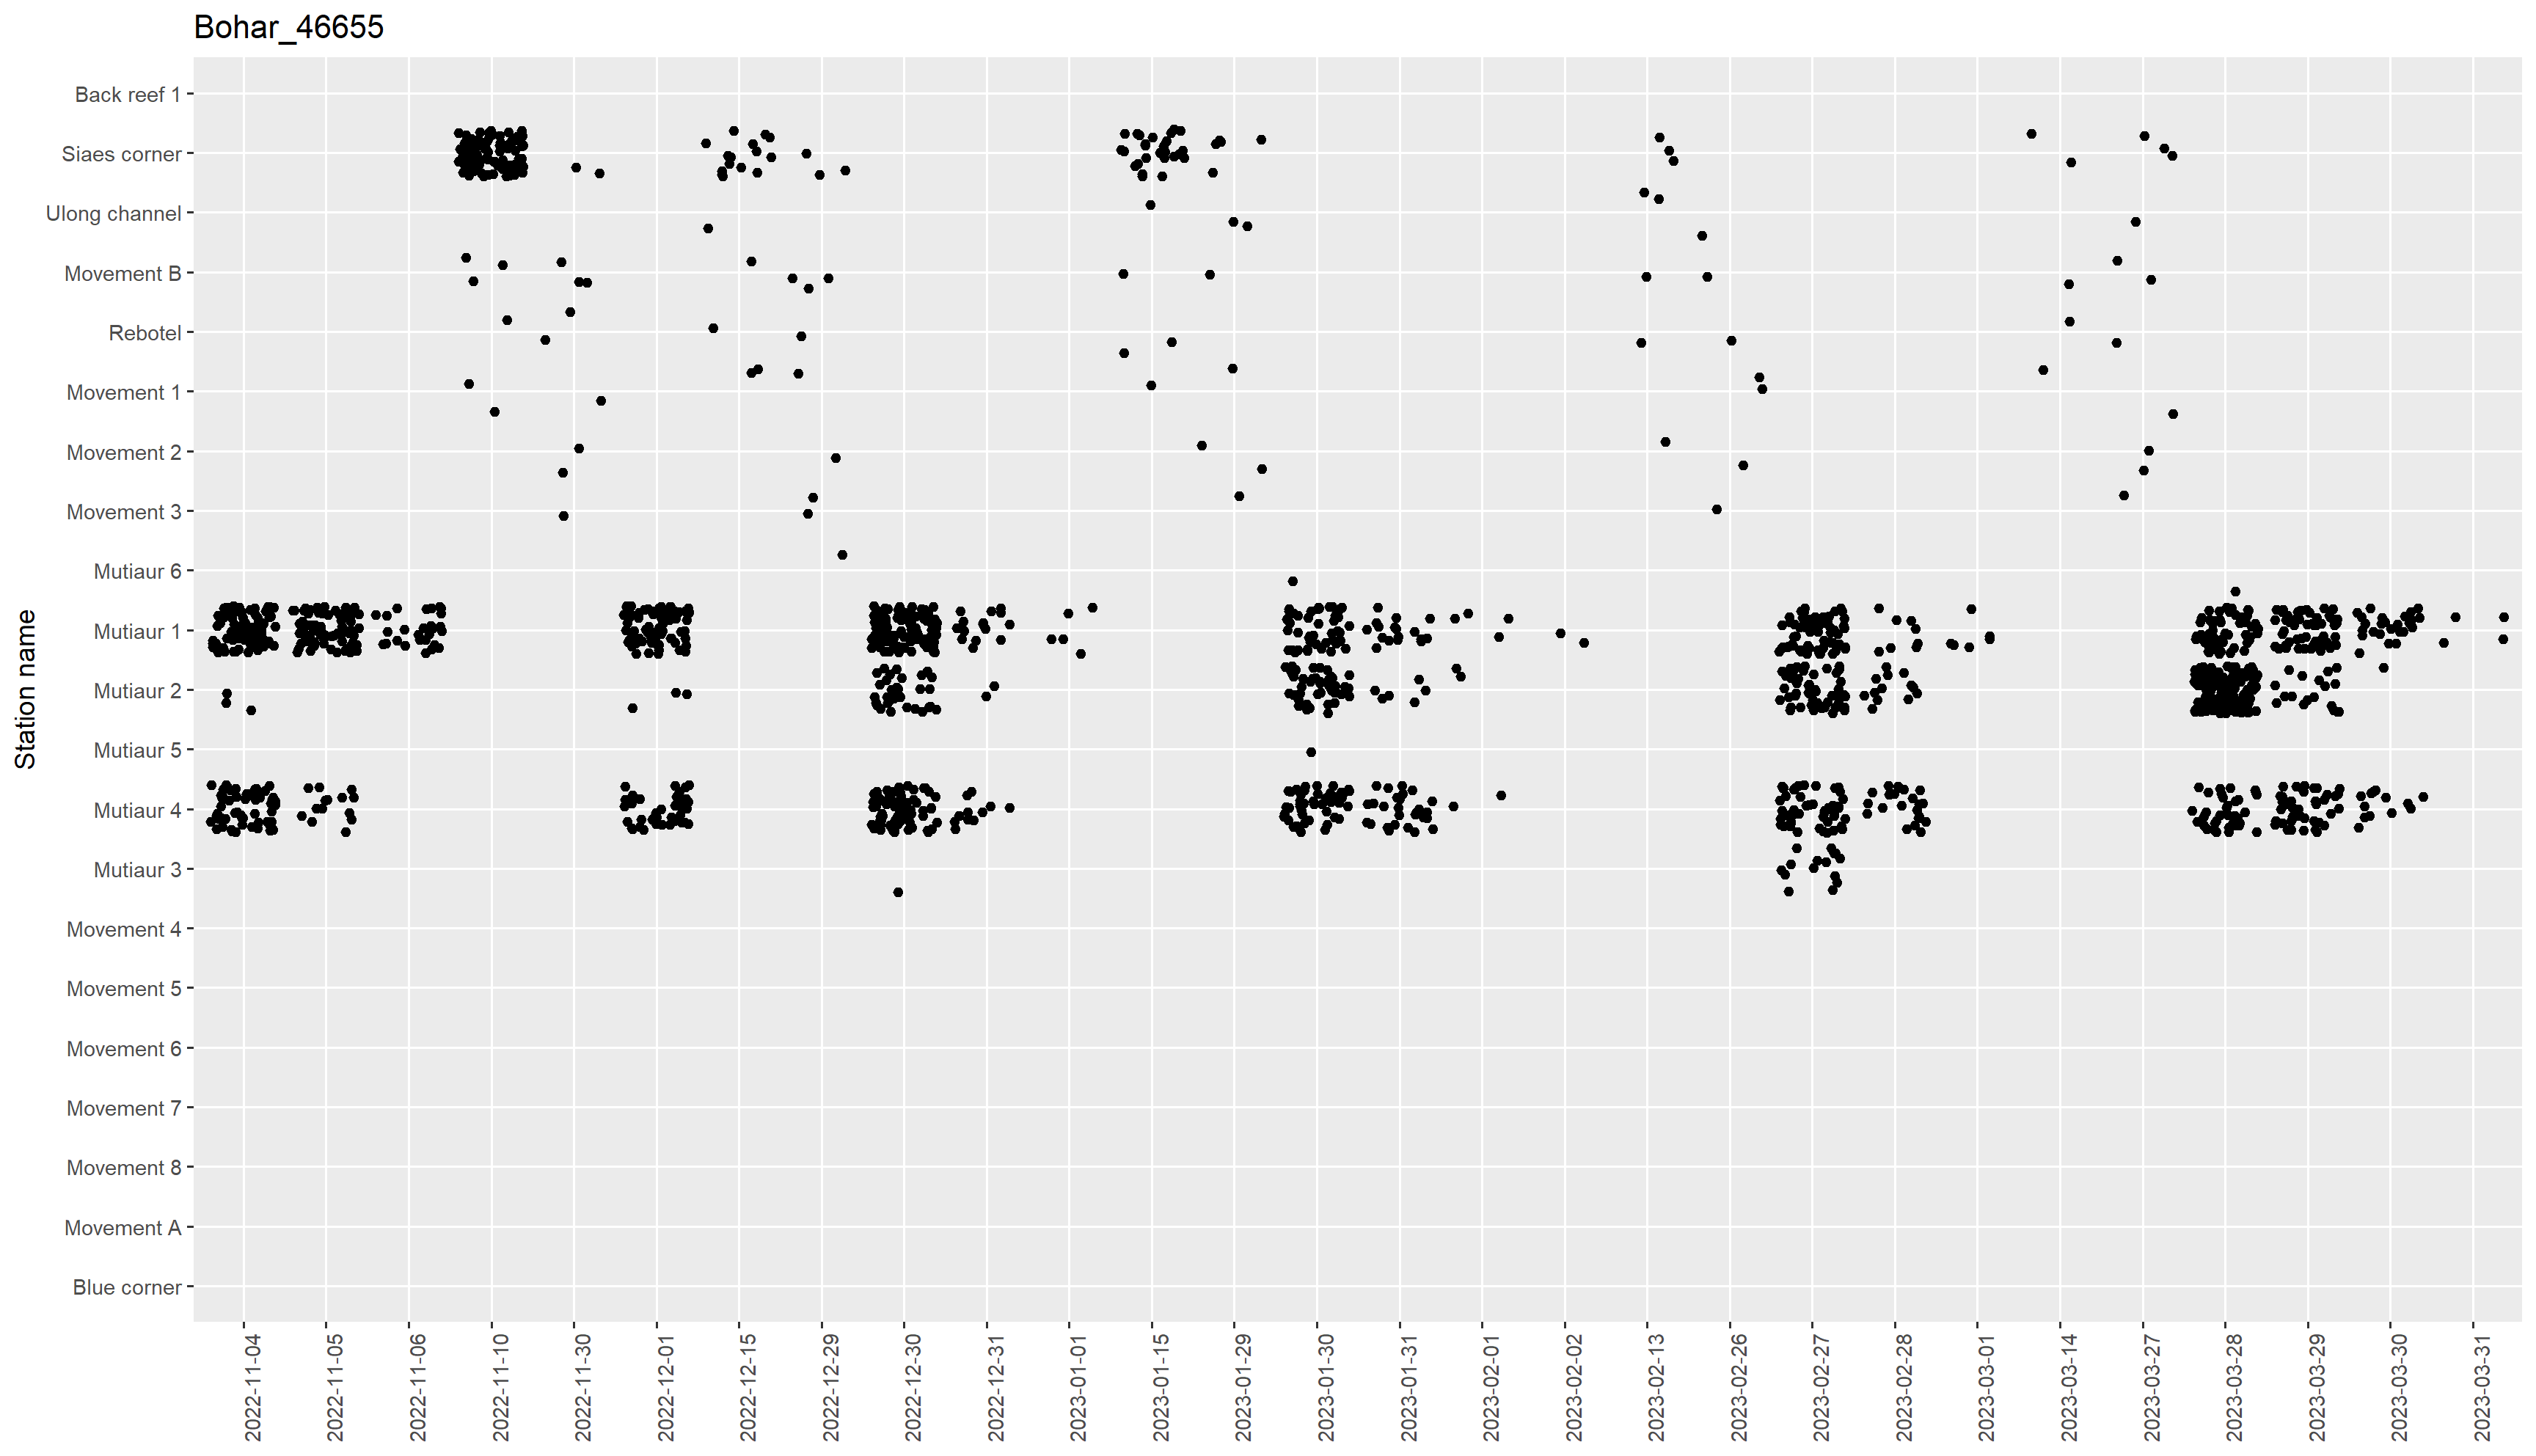 Bohar_46655
Station name
Back reef 1
Siaes corner
Ulong channel
Movement B
Rebotel
Movement 1
Movement 2
Movement 3
Mutiaur 6
Mutiaur 1
Mutiaur 2
Mutiaur 5
Mutiaur 4
Mutiaur 3
Movement 4
Movement 5
Movement 6
Movement 7
Movement 8
Movement A
Blue corner
2022-11-04
2022-11-05
2022-11-06
2022-11-10
2022-11-30
2022-12-01
2022-12-15
2022-12-29
2022-12-30
2022-12-31
2023-01-01
2023-01-15
2023-01-29
2023-01-30
2023-01-31
2023-02-01
2023-02-02
2023-02-13
2023-02-26
2023-02-27
2023-02-28
2023-03-01
2023-03-14
2023-03-27
2023-03-28
2023-03-29
2023-03-30
2023-03-31